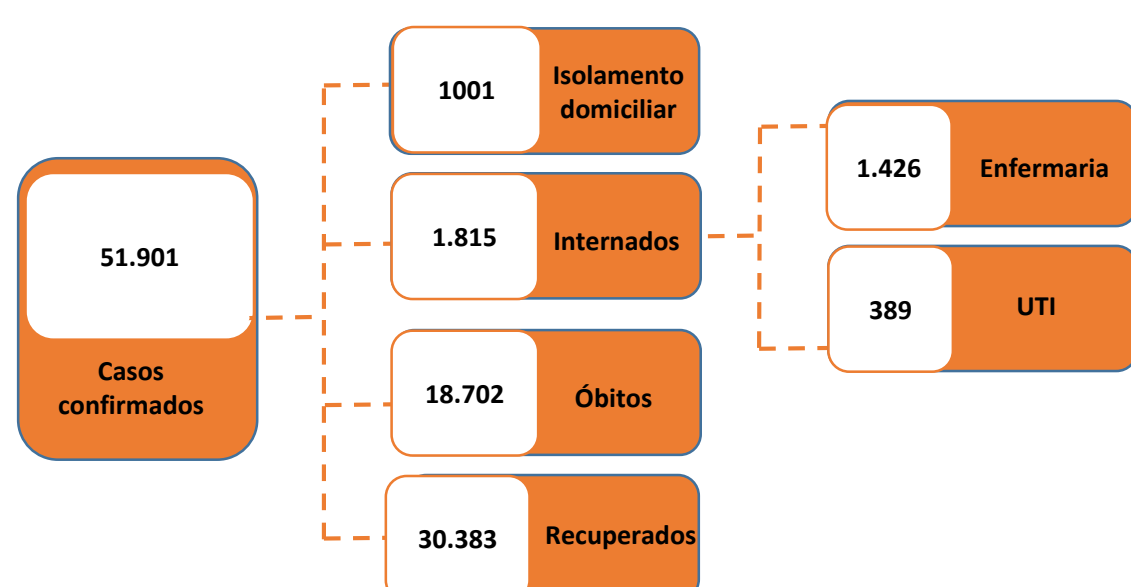 51.901
Casos
confirmados
1001
Isolamento
domiciliar
1.815
Internados
1.426
Enfermaria
389
UTI
18.702
Óbitos
30.383
Recuperados